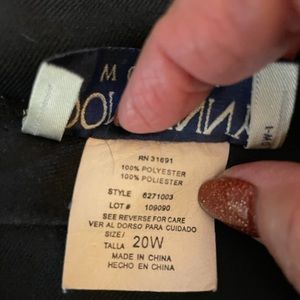 RN 31691
100% POLYESTER
100% POLIESTER
STYLE 6271003
LOT # 109090
SEE REVERSE FOR CARE
VER AL DORSO PARA CUIDADO
SIZE/
TALLA 20W
MADE IN CHINA
HECHO EN CHINA